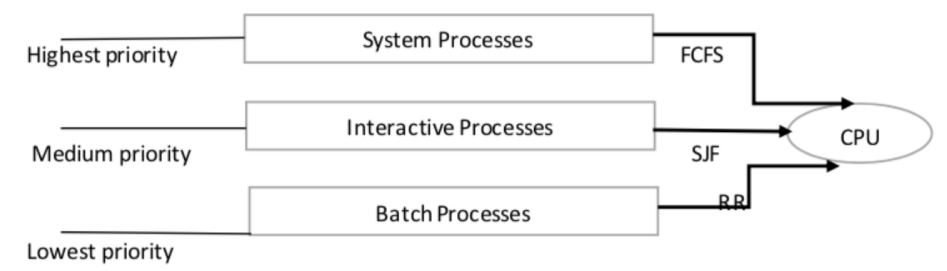 System Processes
FCFS
Highest priority
Interactive Processes
CPU
Medium priority
SJF
RR
Batch Processes
Lowest priority